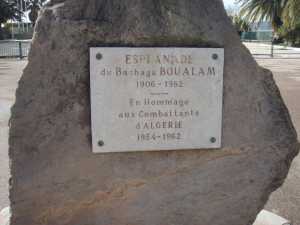 ESPLANADE
du Bachaga BOUALAM
1906 - 1982
En Hommage
aux Combattants
d'ALGERIE
1954 - 1962